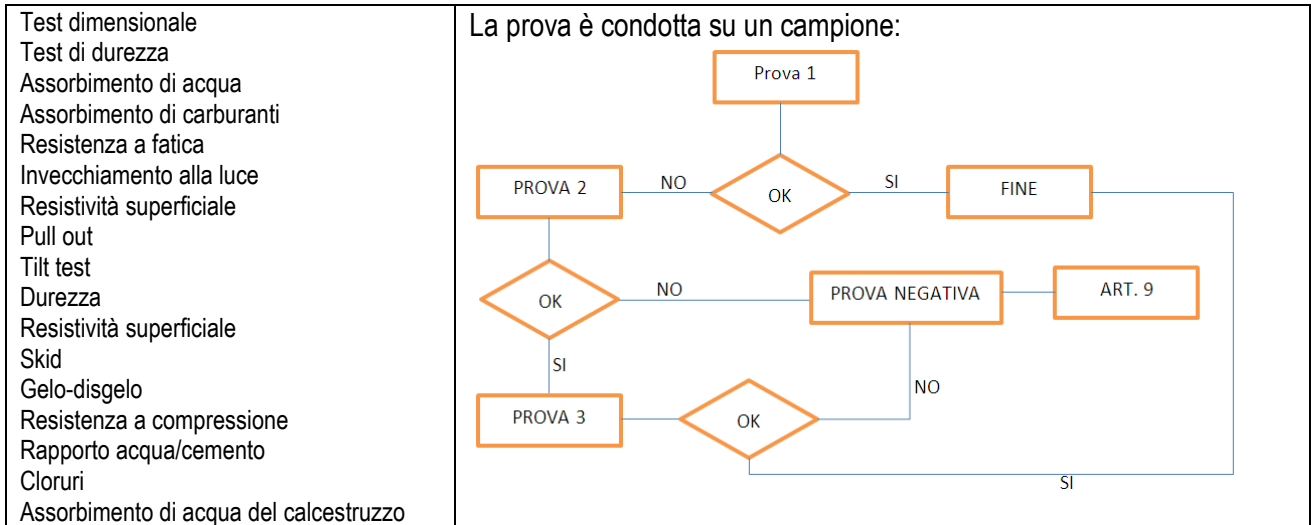 Test dimensionale
Test di durezza
Assorbimento di acqua
Assorbimento di carburanti
Resistenza a fatica
Invecchiamento alla luce
Resistività superficiale
Pull out
Tilt test
Durezza
Resistività superficiale
Skid
Gelo-disgelo
Resistenza a compressione
Rapporto acqua/cemento
Cloruri
Assorbimento di acqua del calcestruzzo
La prova è condotta su un campione:
Prova 1
PROVA 2
NO
OK
SI
FINE
OK
NO
PROVA NEGATIVA
ART. 9
SI
NO
PROVA 3
OK
SI